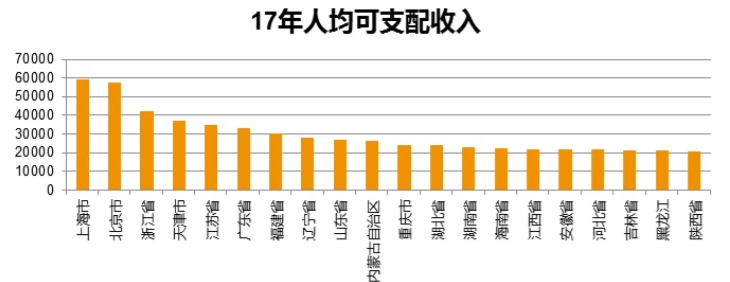 17年人均可支配收入
70000
60000
50000
40000
30000
20000
10000
0
上海市
北京市
浙江省
天津市
江苏省
广东省
福建省
辽宁省
山东省
内蒙古自治区
重庆市
湖北省
湖南省
海南省
江西省
安徽省
河北省
吉林省
黑龙江
陕西省